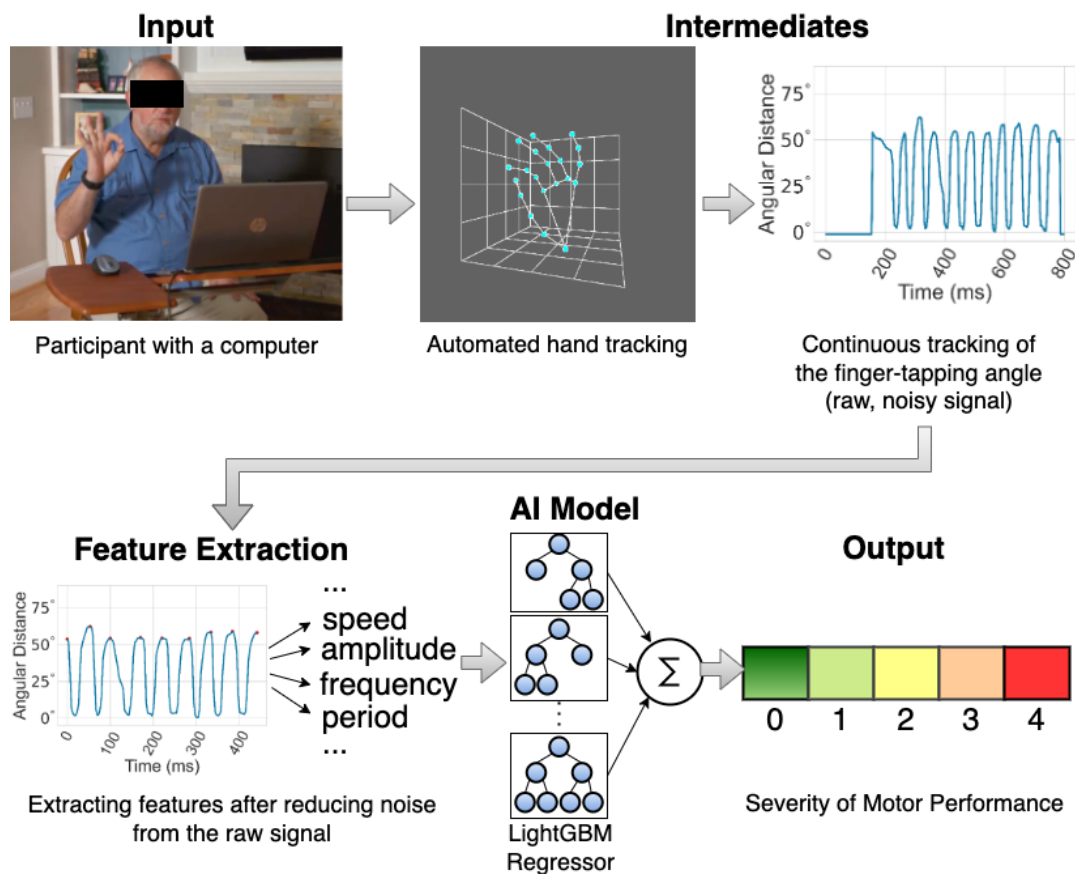 Input
Intermediates
hp
Participant with a computer
Automated hand tracking
Angular Distance
75°
50°
25°
0°
0
200
400
600
800
Time (ms)
Continuous tracking of
the finger-tapping angle
(raw, noisy signal)
Feature Extraction
AI Model
Output
Angular Distance
75°
50°
25°
0°
0
100
200
300
400
Time (ms)
...
speed
amplitude
frequency
period
...
Σ
0 1 2 3 4
Extracting features after reducing noise
from the raw signal
LightGBM
Regressor
Severity of Motor Performance